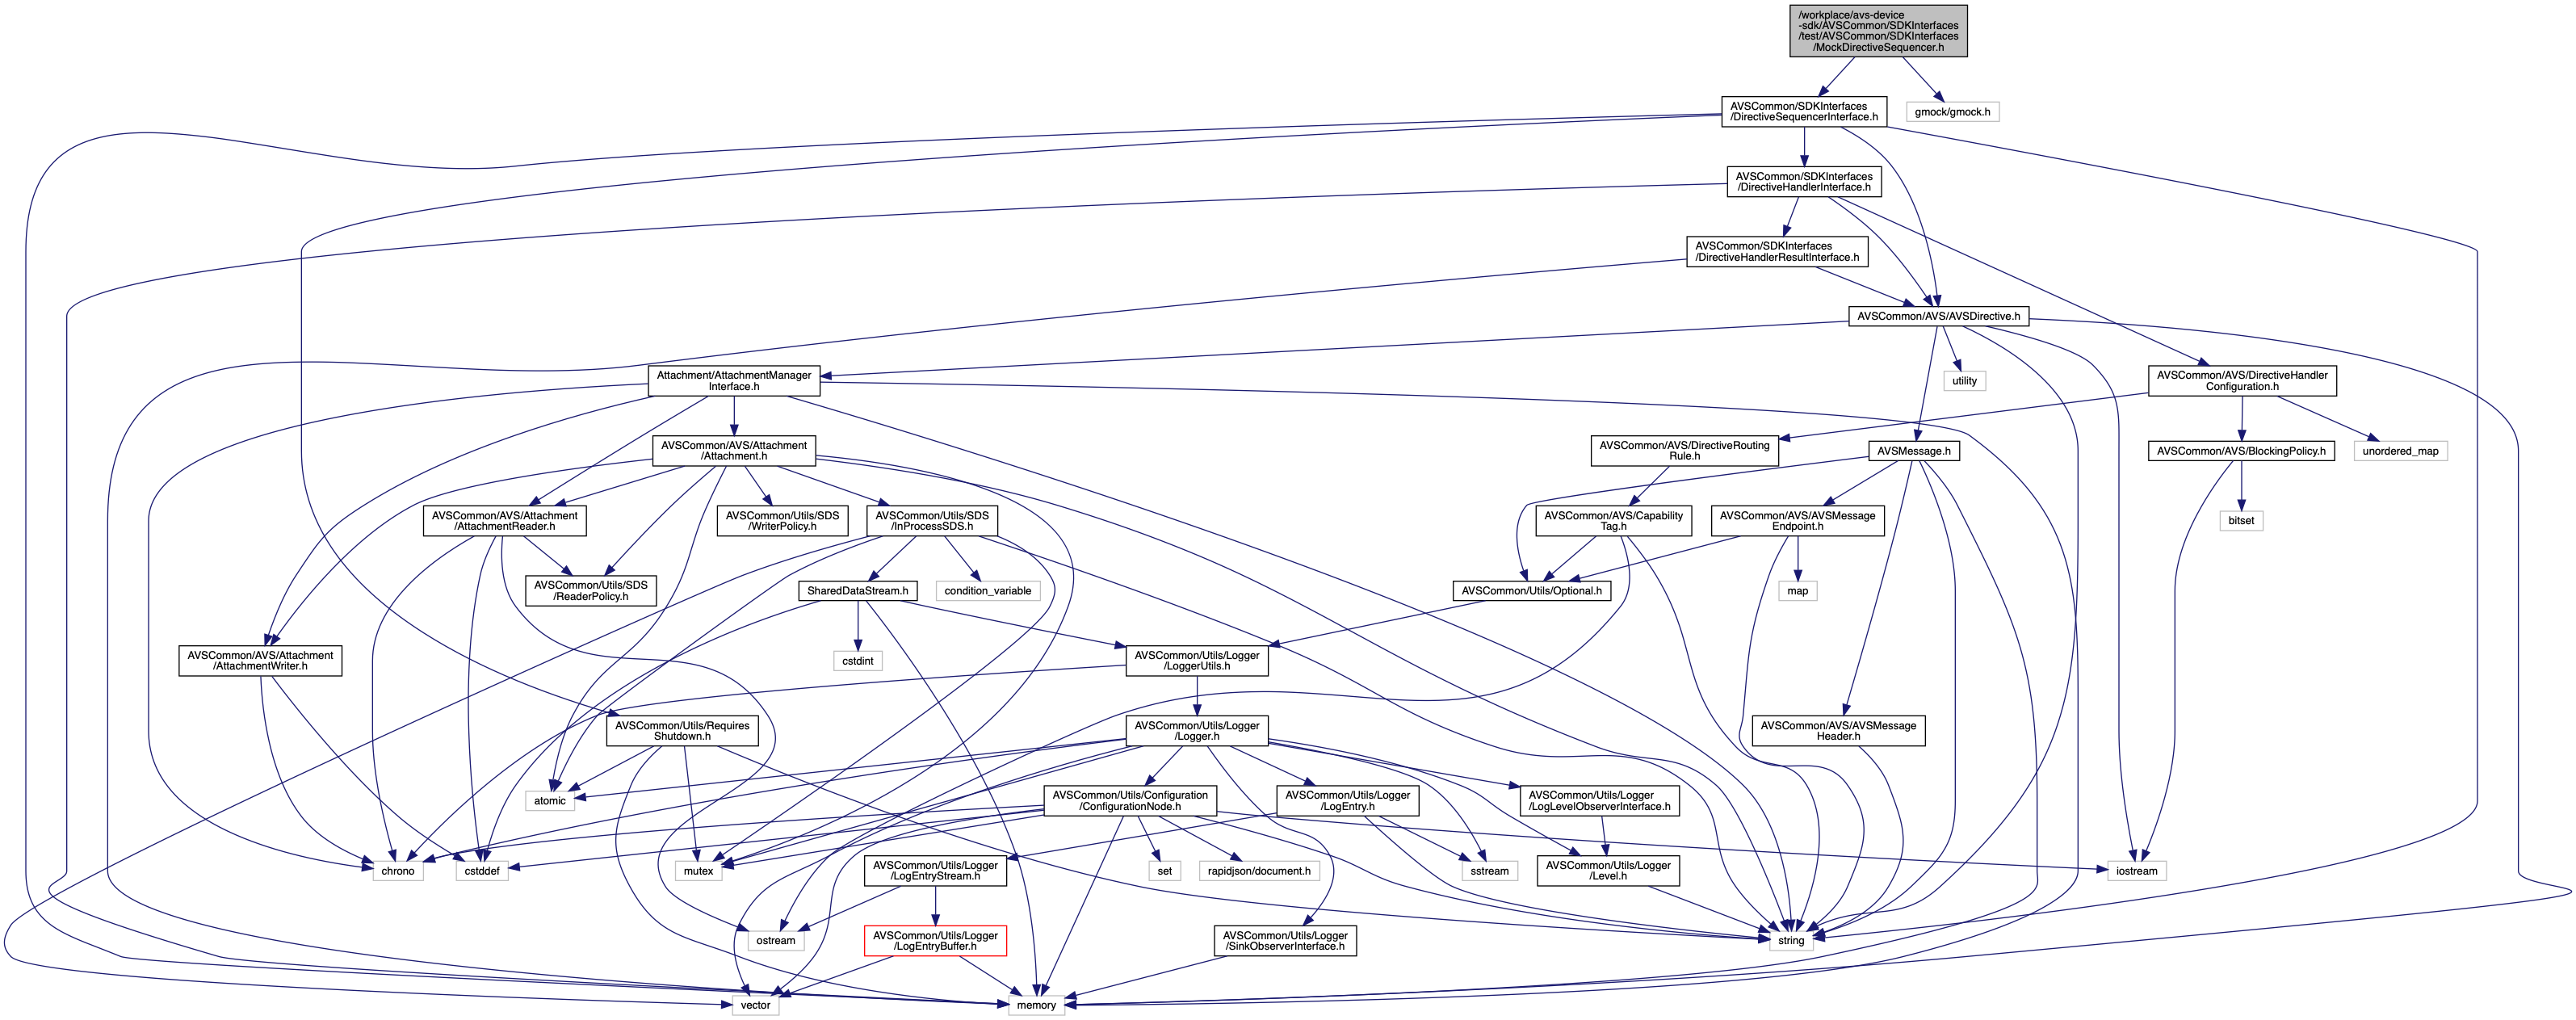 /workplace/avs-device
-sdk/AVSCommon/SDKInterfaces
/test/AVSCommon/SDKInterfaces
/MockDirectiveSequencer.h
AVSCommon/SDKInterfaces
/DirectiveSequencerInterface.h
gmock/gmock.h
AVSCommon/SDKInterfaces
/DirectiveHandlerInterface.h
AVSCommon/SDKInterfaces
/DirectiveHandlerResultInterface.h
AVSCommon/AVS/AVSDirective.h
Attachment/AttachmentManager
Interface.h
utility
AVSCommon/AVS/DirectiveHandler
Configuration.h
AVSCommon/AVS/Attachment
/Attachment.h
AVSCommon/AVS/DirectiveRouting
Rule.h
AVSMessage.h
AVSCommon/AVS/BlockingPolicy.h
unordered_map
AVSCommon/AVS/Attachment
/AttachmentReader.h
AVSCommon/Utils/SDS
/WriterPolicy.h
AVSCommon/Utils/SDS
/InProcessSDS.h
AVSCommon/AVS/Capability
Tag.h
AVSCommon/AVS/AVSMessage
Endpoint.h
bitset
AVSCommon/Utils/SDS
/ReaderPolicy.h
SharedDataStream.h
condition_variable
AVSCommon/Utils/Optional.h
map
AVSCommon/AVS/Attachment
/AttachmentWriter.h
cstdint
AVSCommon/Utils/Logger
/LoggerUtils.h
AVSCommon/Utils/Requires
Shutdown.h
AVSCommon/Utils/Logger
/Logger.h
AVSCommon/AVS/AVSMessage
Header.h
atomic
AVSCommon/Utils/Configuration
/ConfigurationNode.h
AVSCommon/Utils/Logger
/LogEntry.h
AVSCommon/Utils/Logger
/LogLevelObserverInterface.h
chrono
cstddef
mutex
AVSCommon/Utils/Logger
/LogEntryStream.h
set
rapidjson/document.h
sstream
AVSCommon/Utils/Logger
/Level.h
iostream
ostream
AVSCommon/Utils/Logger
/LogEntryBuffer.h
AVSCommon/Utils/Logger
/SinkObserverInterface.h
string
vector
memory